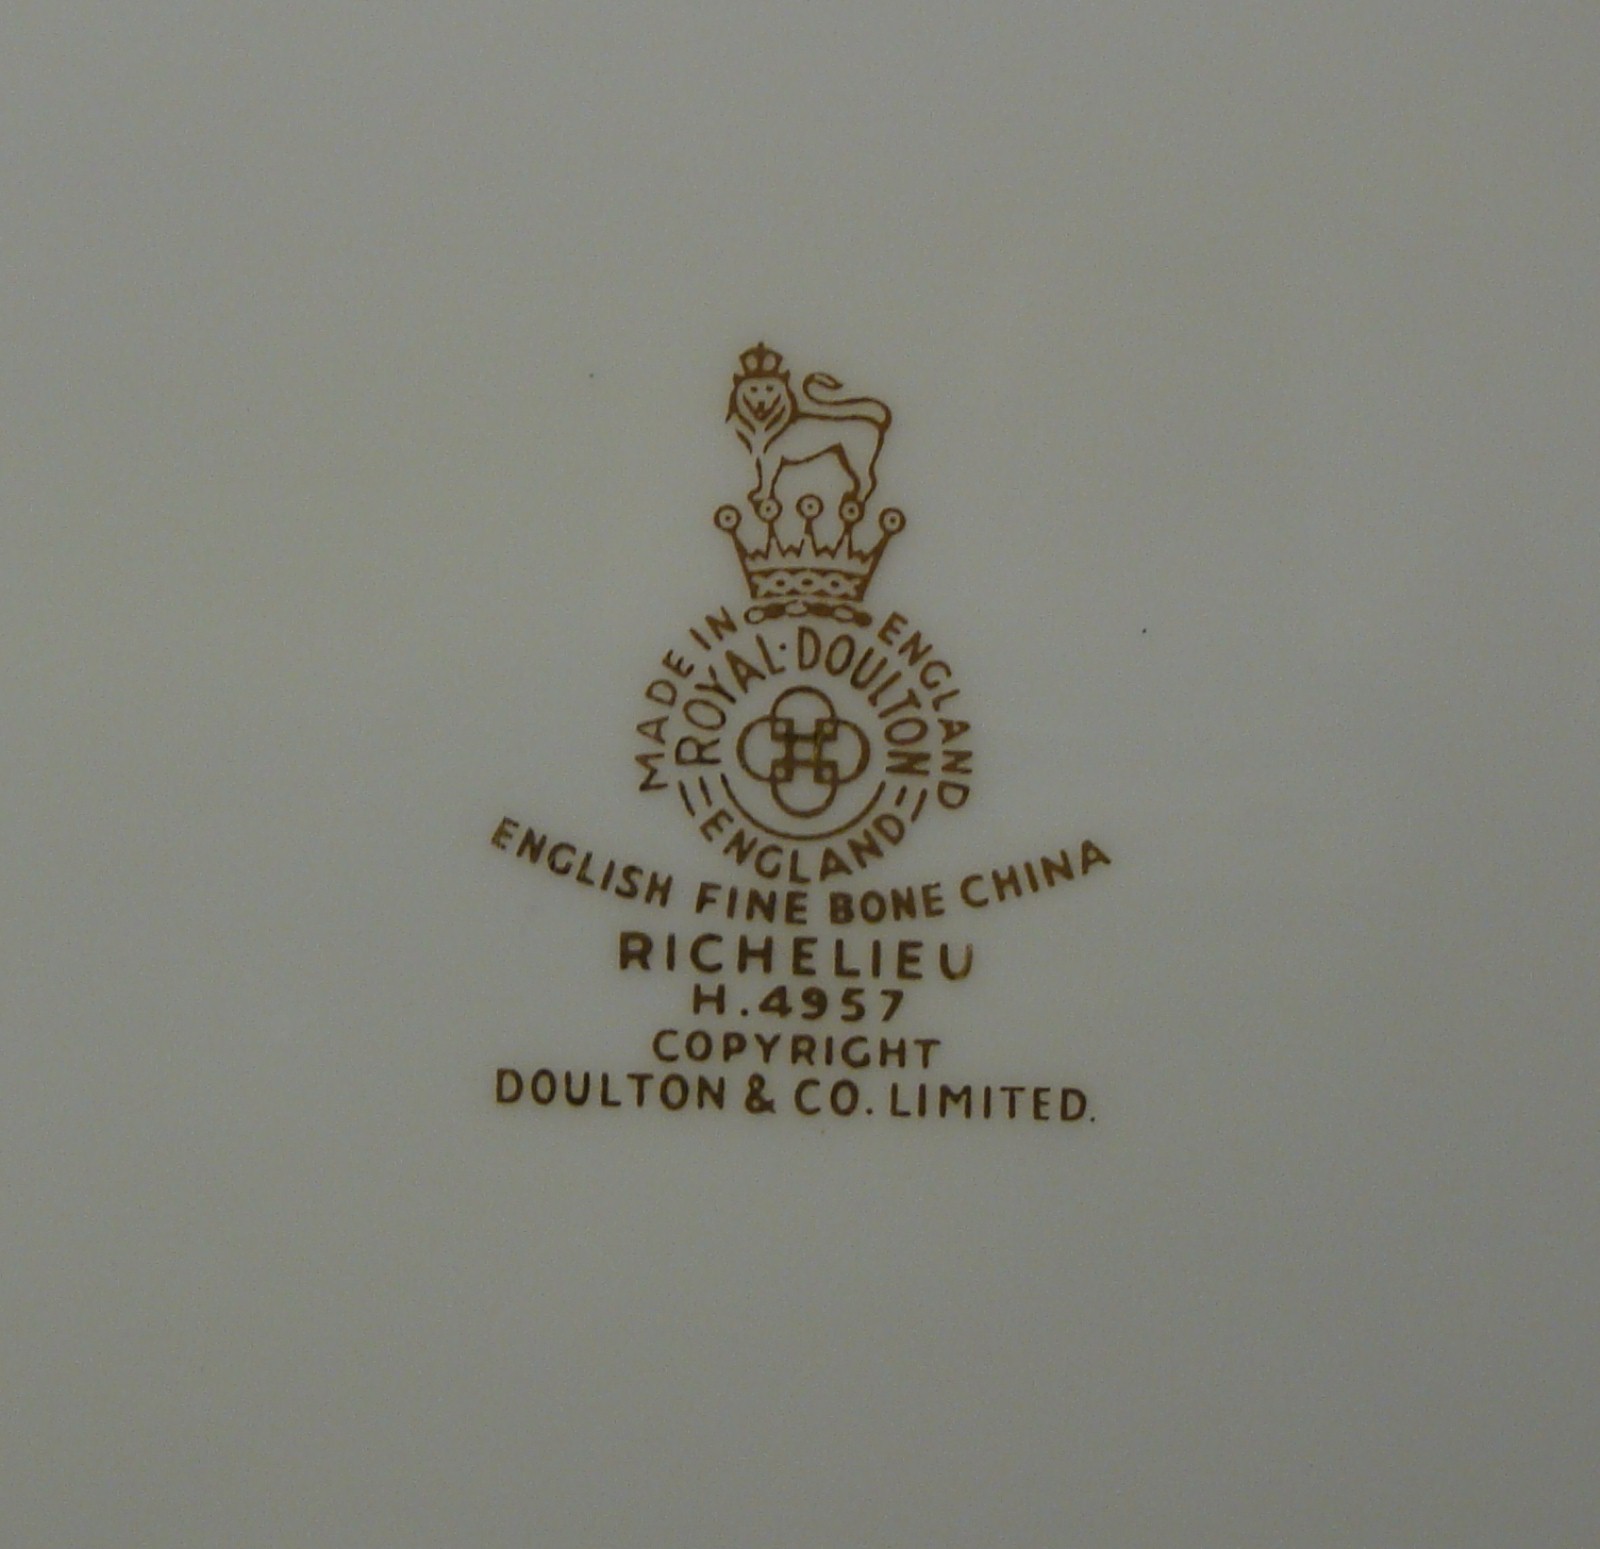 MADE IN ENGLAND
ROYAL·DOULTON
ENGLAND
ENGLISH FINE BONE CHINA
RICHELIEU
H.4957
COPYRIGHT
DOULTON & CO. LIMITED.